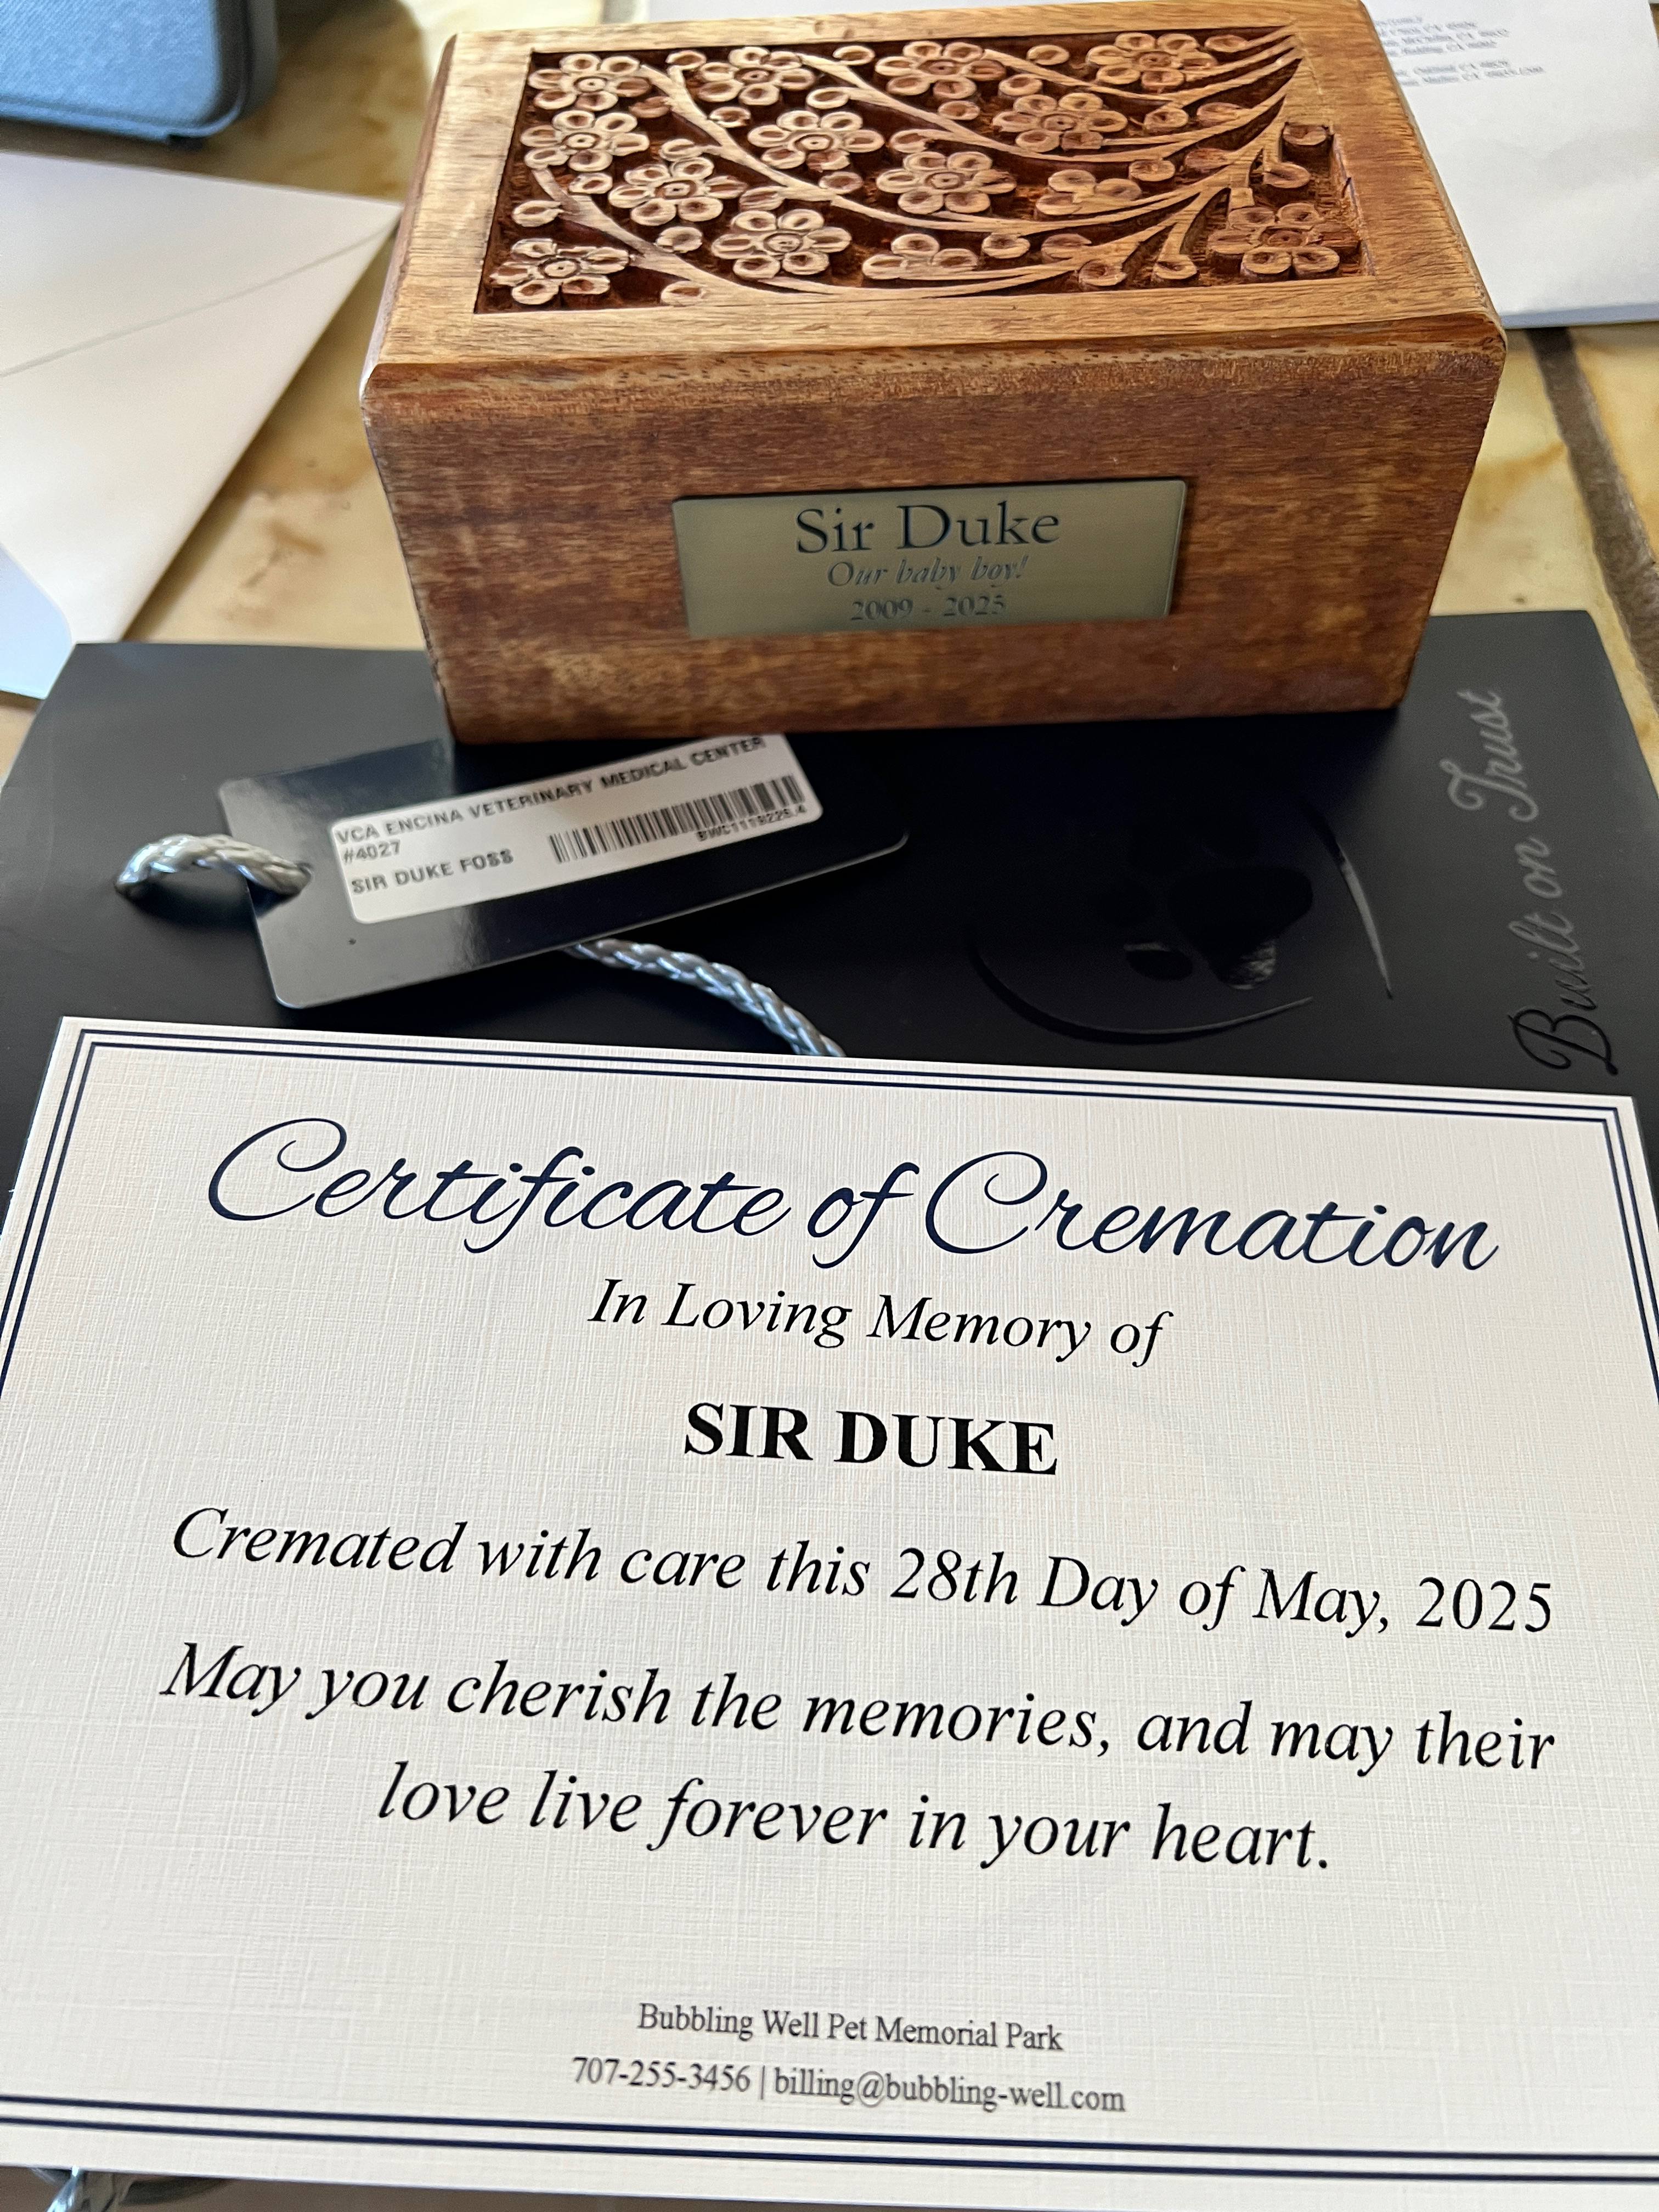 Sir Duke
Our baby boy!
2009 - 2025
VCA ENCINA VETERINARY MEDICAL CENTER
#4027
SIR DUKE FOSS
Built on Trust
Certificate of Cremation
In Loving Memory of
SIR DUKE
Cremated with care this 28th Day of May, 2025
May you cherish the memories, and may their
love live forever in your heart.
Bubbling Well Pet Memorial Park
707-255-3456 | billing@bubbling-well.com